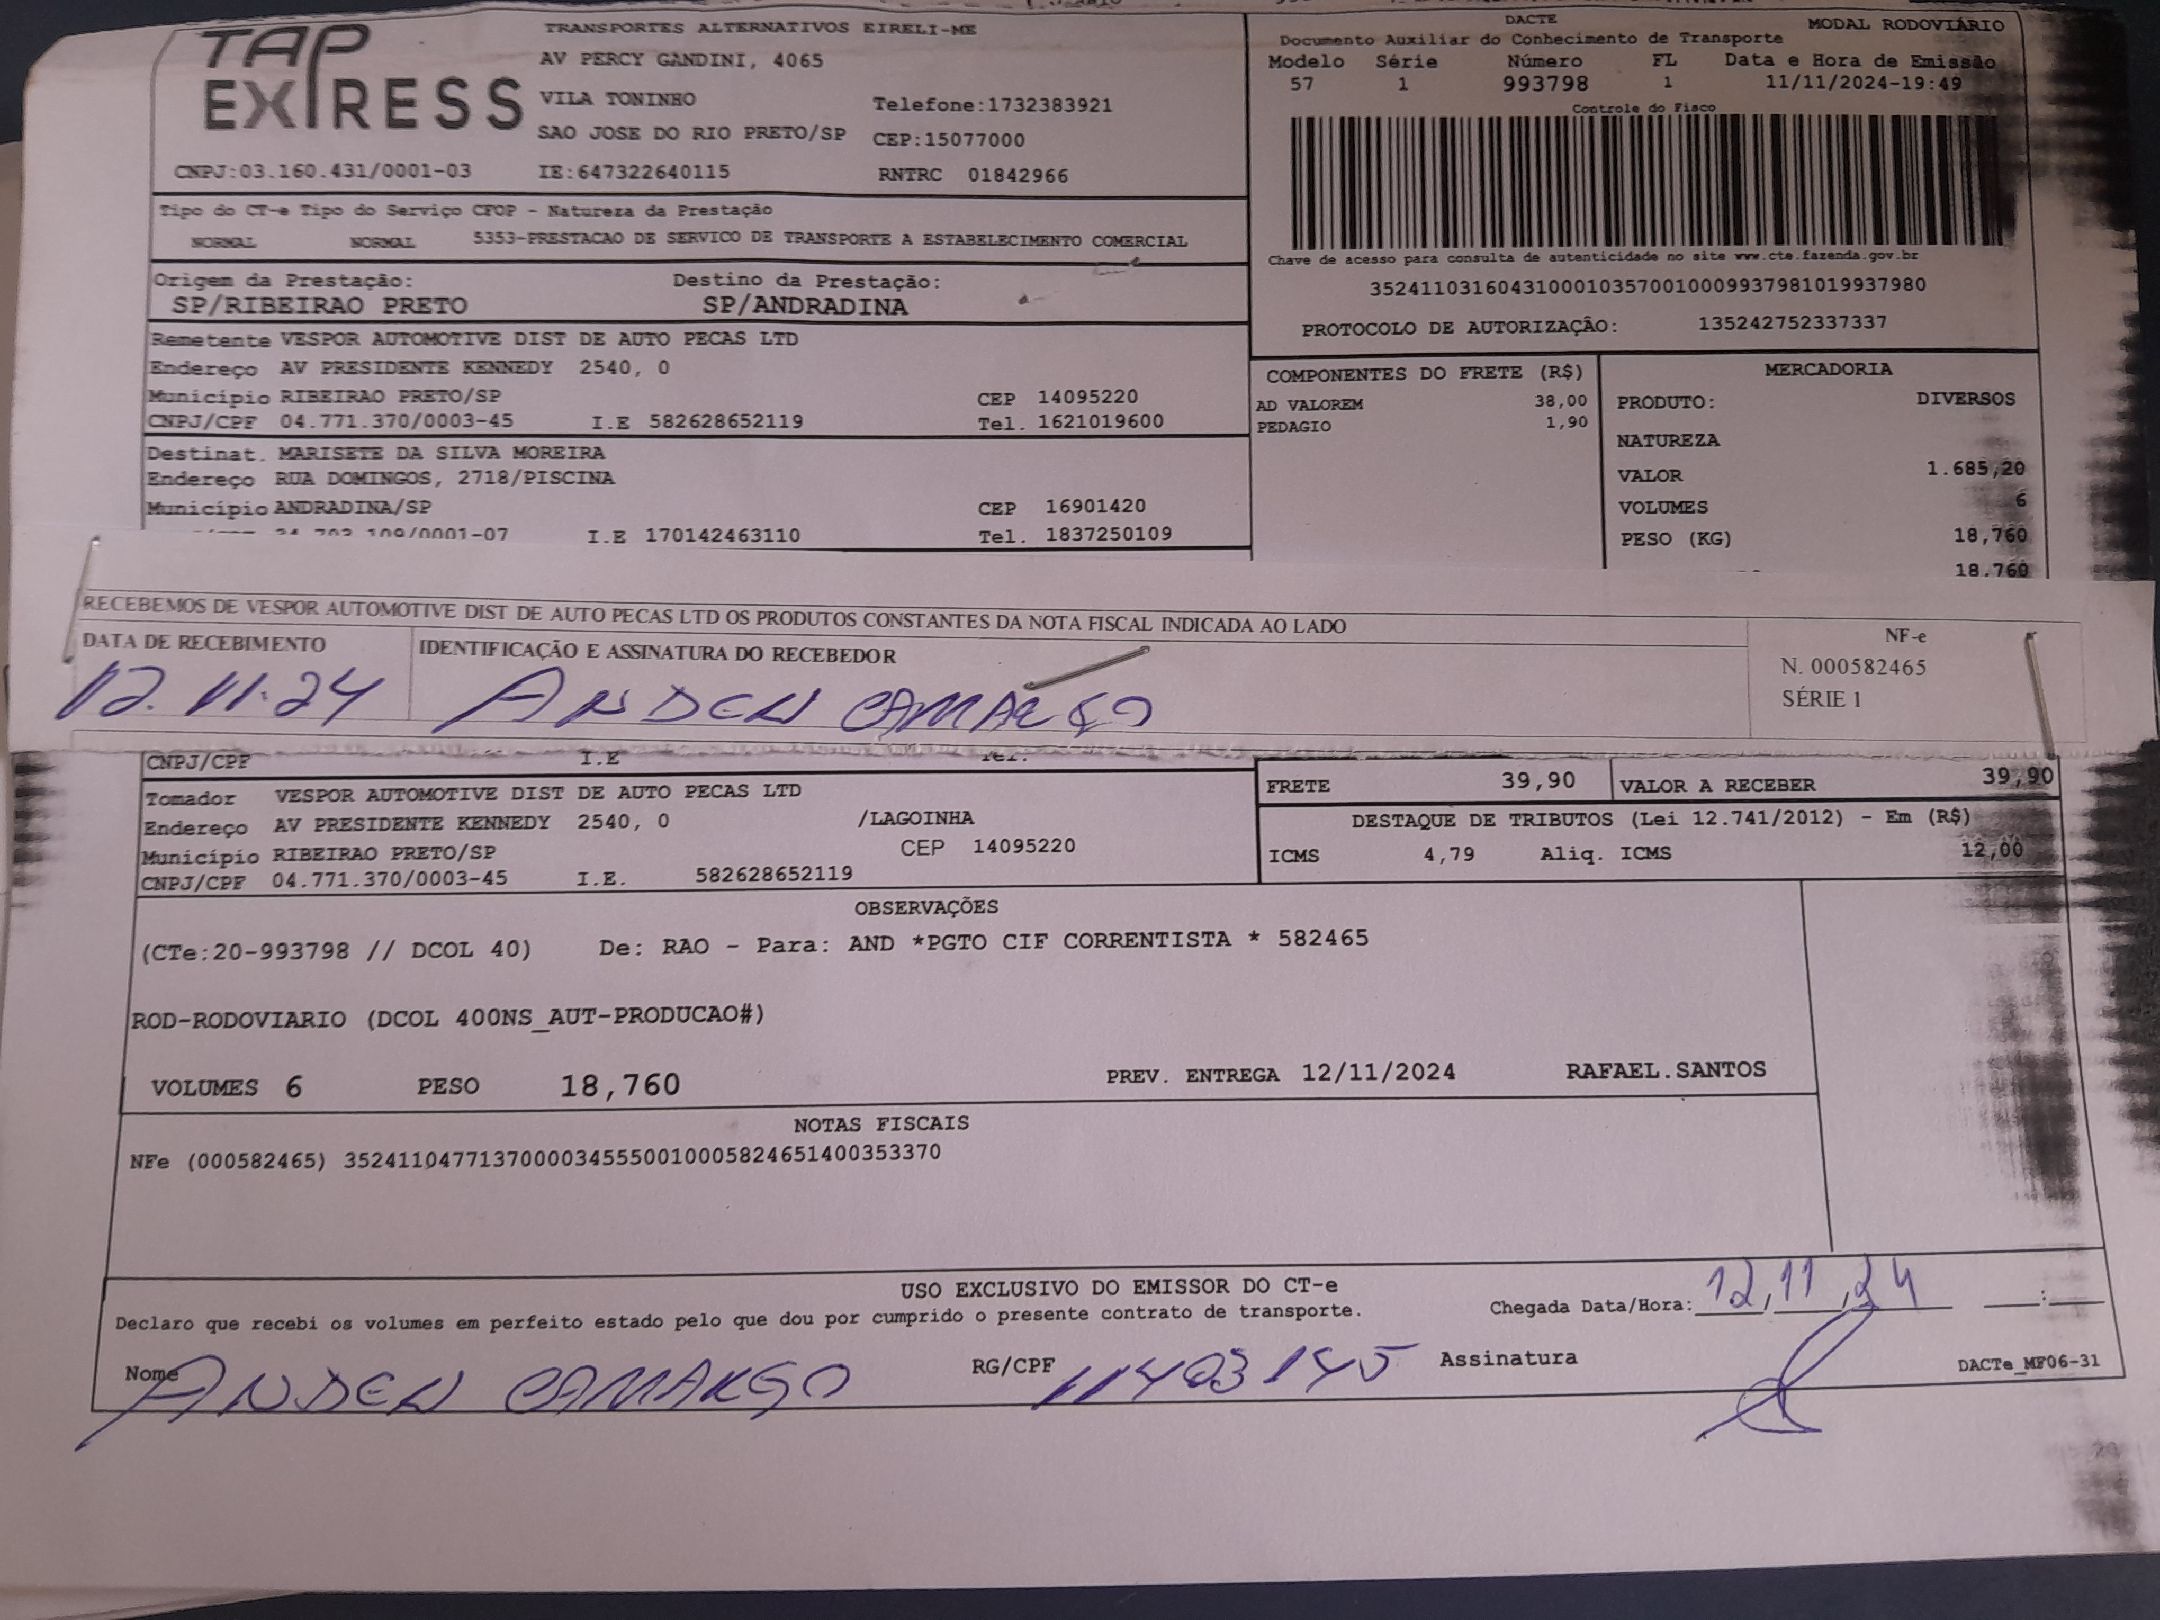 TAP EXPRESS
TRANSPORTES ALTERNATIVOS EIRELI-ME
AV PERCY GANDINI, 4065
VILA TONINHO Telefone:1732383921
SAO JOSE DO RIO PRETO/SP CEP:15077000
CNPJ:03.160.431/0001-03 IE:647322640115 RNTRC 01842966
DACTE MODAL RODOVIÁRIO
Documento Auxiliar do Conhecimento de Transporte
Modelo Série Número FL Data e Hora de Emissão
57 1 993798 1 11/11/2024-19:49
Controle do Fisco
Chave de acesso para consulta de autenticidade no site www.cte.fazenda.gov.br
35241103160431000103570010009937981019937980
PROTOCOLO DE AUTORIZAÇÃO: 135242752337337
Tipo do CT-e Tipo do Serviço CFOP - Natureza da Prestação
NORMAL NORMAL 5353-PRESTACAO DE SERVICO DE TRANSPORTE A ESTABELECIMENTO COMERCIAL
Origem da Prestação: Destino da Prestação:
SP/RIBEIRAO PRETO SP/ANDRADINA
Remetente VESPOR AUTOMOTIVE DIST DE AUTO PECAS LTD
Endereço AV PRESIDENTE KENNEDY 2540, 0
Município RIBEIRAO PRETO/SP CEP 14095220
CNPJ/CPF 04.771.370/0003-45 I.E 582628652119 Tel. 1621019600
Destinat. MARISETE DA SILVA MOREIRA
Endereço RUA DOMINGOS, 2718/PISCINA
Município ANDRADINA/SP CEP 16901420
24.702.109/0001-07 I.E 170142463110 Tel. 1837250109
COMPONENTES DO FRETE (R$)
AD VALOREM 38,00
PEDAGIO 1,90
MERCADORIA
PRODUTO: DIVERSOS
NATUREZA
VALOR 1.685,20
VOLUMES 6
PESO (KG) 18,760
18,760
RECEBEMOS DE VESPOR AUTOMOTIVE DIST DE AUTO PECAS LTD OS PRODUTOS CONSTANTES DA NOTA FISCAL INDICADA AO LADO
DATA DE RECEBIMENTO IDENTIFICAÇÃO E ASSINATURA DO RECEBEDOR
12.11.24 ANDEN CAMARGO
NF-e
N. 000582465
SÉRIE 1
CNPJ/CPF I.E Tel.
Tomador VESPOR AUTOMOTIVE DIST DE AUTO PECAS LTD
Endereço AV PRESIDENTE KENNEDY 2540, 0 /LAGOINHA
Município RIBEIRAO PRETO/SP CEP 14095220
CNPJ/CPF 04.771.370/0003-45 I.E. 582628652119
FRETE 39,90 VALOR A RECEBER 39,90
DESTAQUE DE TRIBUTOS (Lei 12.741/2012) - Em (R$)
ICMS 4,79 Aliq. ICMS 12,00
OBSERVAÇÕES
(CTe:20-993798 // DCOL 40) De: RAO - Para: AND *PGTO CIF CORRENTISTA * 582465
ROD-RODOVIARIO (DCOL 400NS_AUT-PRODUCAO#)
VOLUMES 6 PESO 18,760 PREV. ENTREGA 12/11/2024 RAFAEL.SANTOS
NOTAS FISCAIS
NFe (000582465) 35241104771370000345550010005824651400353370
USO EXCLUSIVO DO EMISSOR DO CT-e
Declaro que recebi os volumes em perfeito estado pelo que dou por cumprido o presente contrato de transporte. Chegada Data/Hora: 12,11,24 :
Nome ANDEN CAMARGO RG/CPF 11403145 Assinatura DACTe_MF06-31